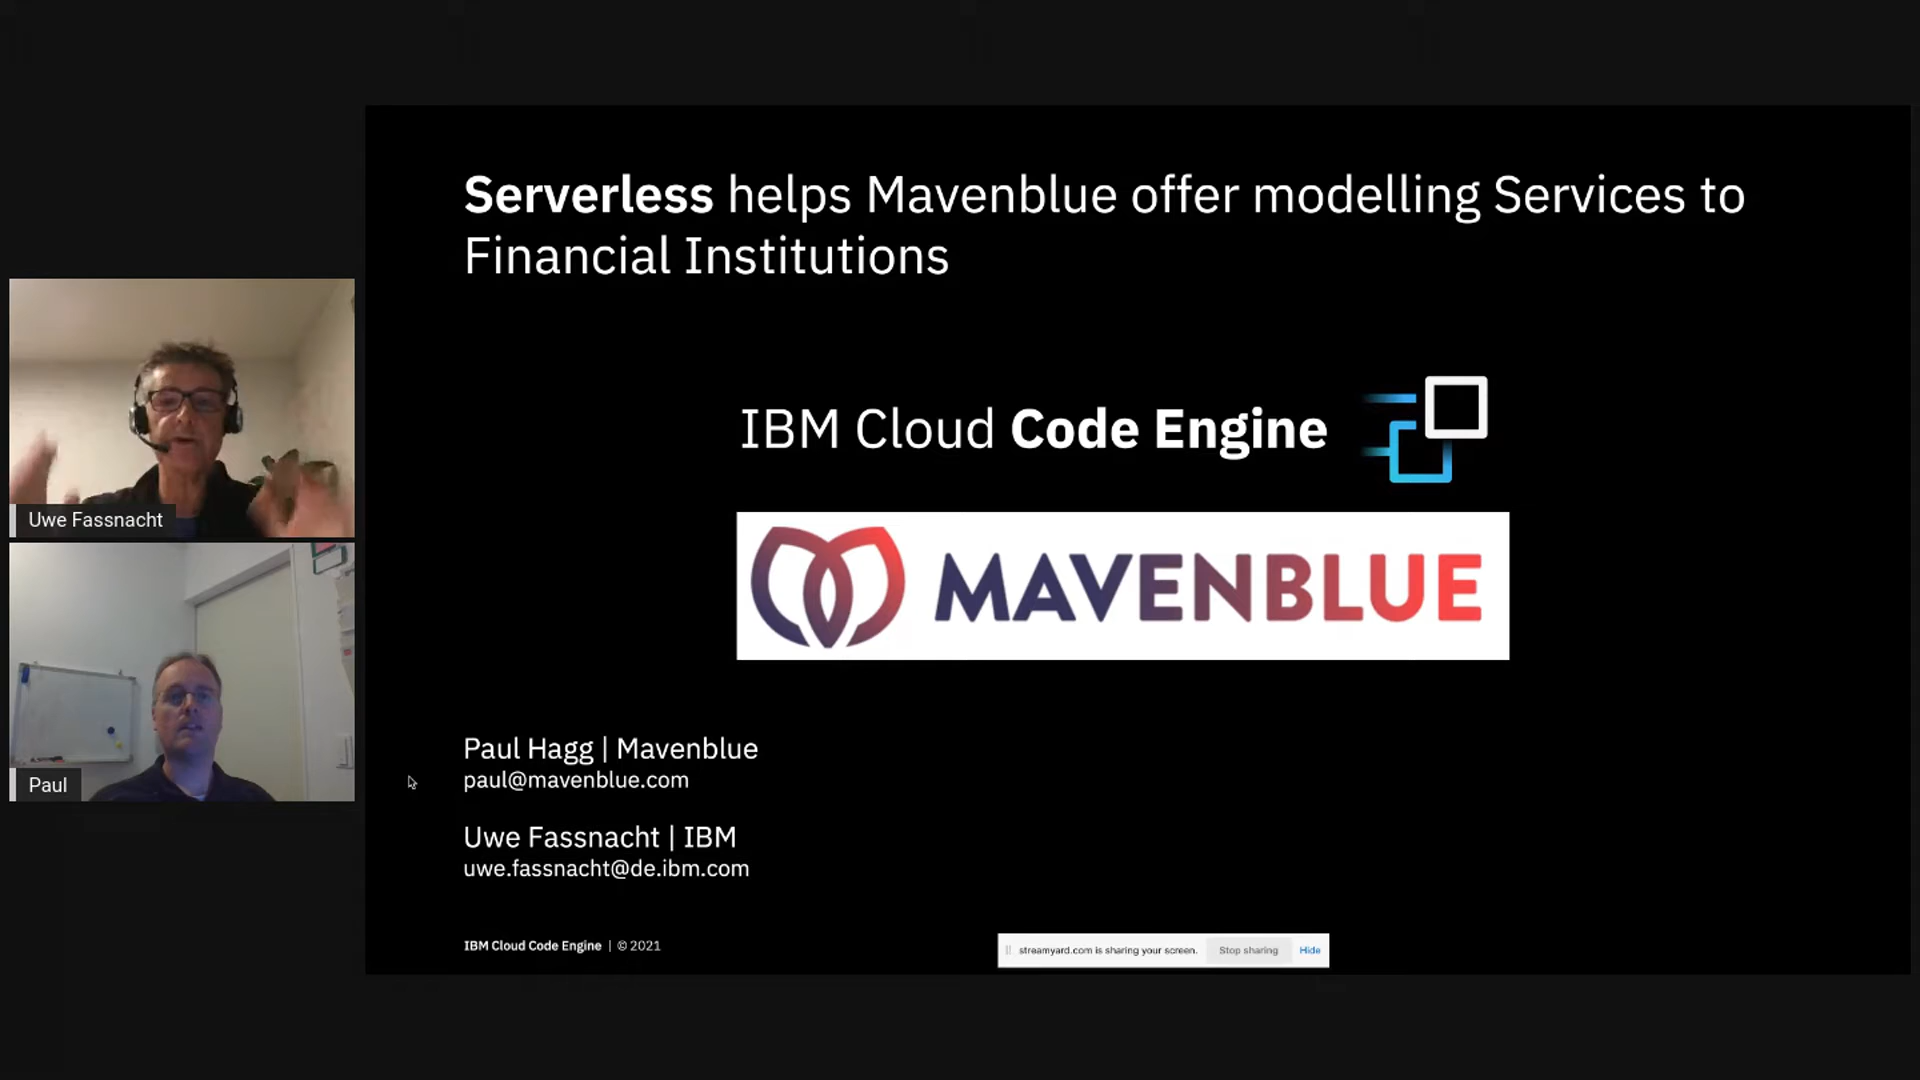 Serverless helps Mavenblue offer modelling Services to
Financial Institutions
IBM Cloud Code Engine
MAVENBLUE
Uwe Fassnacht
Paul
Paul Hagg | Mavenblue
paul@mavenblue.com
Uwe Fassnacht | IBM
uwe.fassnacht@de.ibm.com
IBM Cloud Code Engine | © 2021
streamyard.com is sharing your screen. Stop sharing Hide